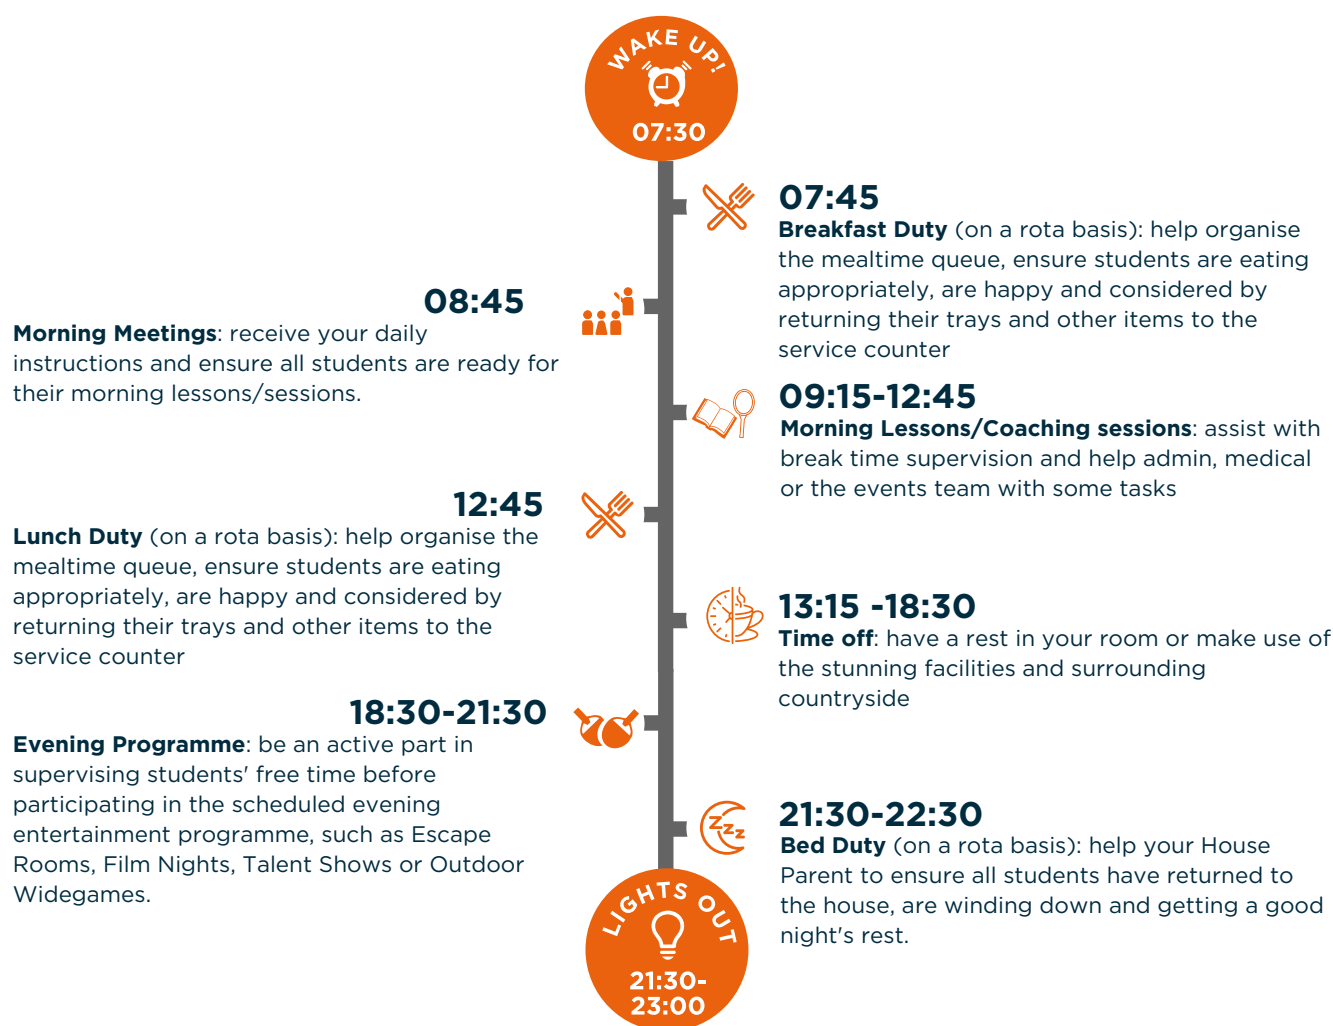 WAKE UP!
07:30
07:45
Breakfast Duty (on a rota basis): help organise
the mealtime queue, ensure students are eating
appropriately, are happy and considered by
returning their trays and other items to the
service counter
08:45
Morning Meetings: receive your daily
instructions and ensure all students are ready for
their morning lessons/sessions.
09:15-12:45
Morning Lessons/Coaching sessions: assist with
break time supervision and help admin, medical
or the events team with some tasks
12:45
Lunch Duty (on a rota basis): help organise the
mealtime queue, ensure students are eating
appropriately, are happy and considered by
returning their trays and other items to the
service counter
13:15 -18:30
Time off: have a rest in your room or make use of
the stunning facilities and surrounding
countryside
18:30-21:30
Evening Programme: be an active part in
supervising students' free time before
participating in the scheduled evening
entertainment programme, such as Escape
Rooms, Film Nights, Talent Shows or Outdoor
Widegames.
21:30-22:30
Bed Duty (on a rota basis): help your House
Parent to ensure all students have returned to
the house, are winding down and getting a good
night's rest.
zzz
LIGHTS OUT
21:30-
23:00